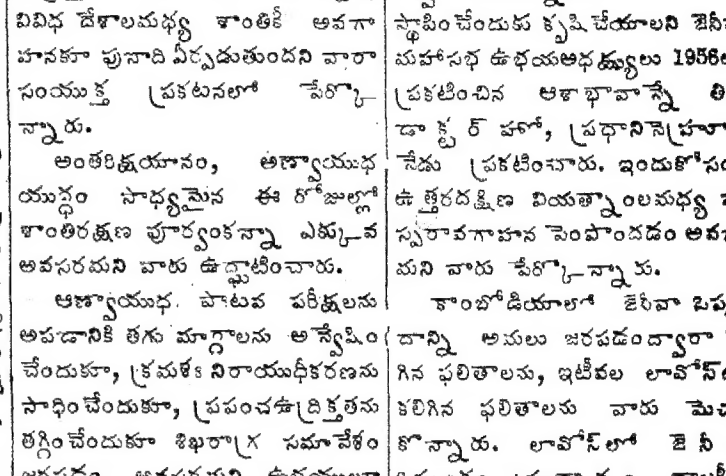 వివిధ దేశాలమధ్య శాంతికీ అవగా
హనకూ పునాది ఏర్పడుతుందని వారా
సంయుక్త ప్రకటనలో పేర్కొ
న్నారు.
అంతరిక్షయానం, అణ్వాయుధ
యుద్ధం సాధ్యమైన ఈ రోజుల్లో
శాంతిరక్షణ పూర్వంకన్నా ఎక్కువ
అవసరమని వారు ఉద్ఘాటించారు.
ఆణ్వాయుధ పాటవ పరీక్షలను
అపడానికి తగు మార్గాలను అన్వేషిం
చేందుకూ, క్రమశః నిరాయుధీకరణను
సాధించేందుకూ, ప్రపంచఉద్రిక్తతను
తగ్గించేందుకూ శిఖరాగ్ర సమావేశం
స్థాపించేందుకు కృషిచేయాలని జెనీ
మహాసభ ఉభయఅధ్యక్ష్యులు 1956
ప్రకటించిన ఆశాభావాన్నే తి
డాక్టర్ హో, ప్రధానినెహ్రూ
నేడు ప్రకటించారు. ఇందుకోసం
ఉత్తరదక్షిణ వియత్నాంలమధ్య
స్పరావగాహన పెంపొందడం అవ
మని వారు పేర్కొన్నారు.
కాంబోడియాలో జెనీవా ఒప్ప
దాన్ని అమలు జరపడంద్వారా
గిన ఫలితాలను, ఇటీవల లావోస్
కలిగిన ఫలితాలను వారు మెచ
కొన్నారు. లావోస్‌లో జెనీ